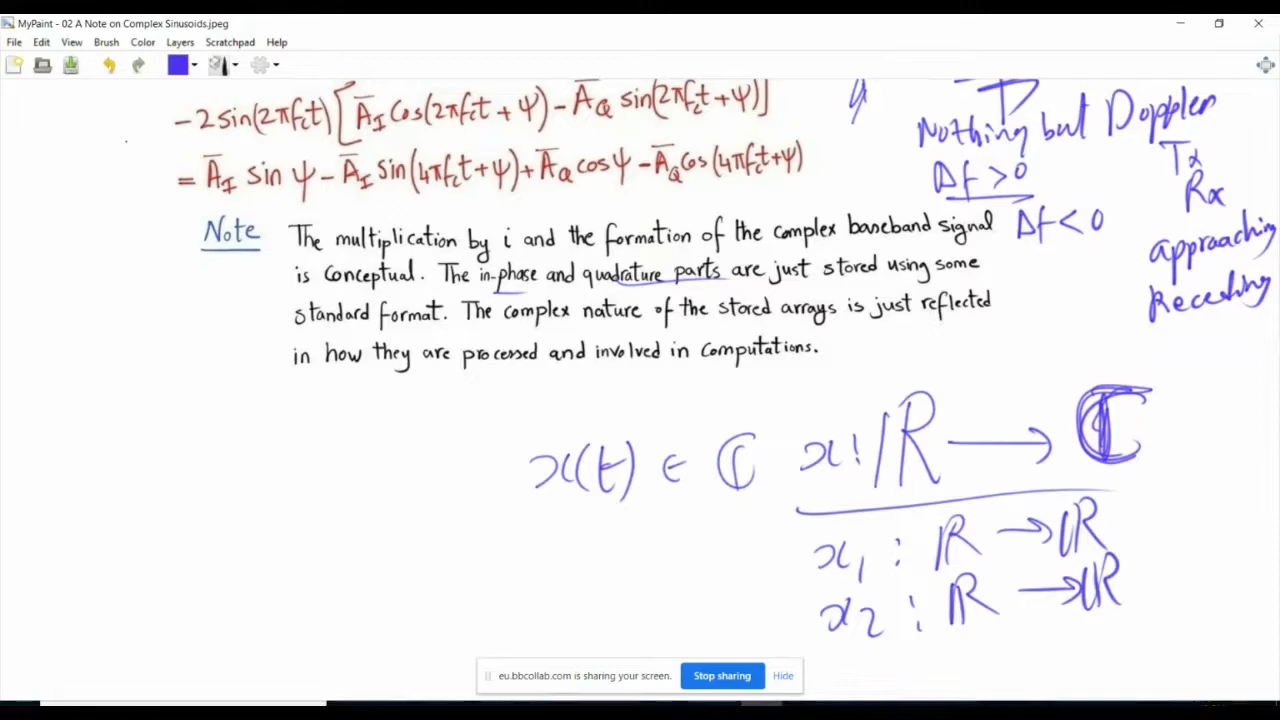 MyPaint - 02 A Note on Complex Sinusoids.jpeg
File Edit View Brush Color Layers Scratchpad Help
- 2 sin(2πf_c t) [Ā_I Cos(2πf_c t + ψ) - Ā_Q sin(2πf_c t + ψ)]
= Ā_I sin ψ - Ā_I sin(4πf_c t + ψ) + Ā_Q cos ψ - Ā_Q cos(4πf_c t + ψ)
Nothing but Doppler
Δf > 0
Δf < 0
Tx
Rx
approaching
Receding
Note The multiplication by i and the formation of the complex baseband signal
is conceptual. The in-phase and quadrature parts are just stored using some
standard format. The complex nature of the stored arrays is just reflected
in how they are processed and involved in computations.
x(t) ∈ ℂ x: ℝ → ℂ
x₁ : ℝ → ℝ
x₂ : ℝ → ℝ
eu.bbcollab.com is sharing your screen. Stop sharing Hide